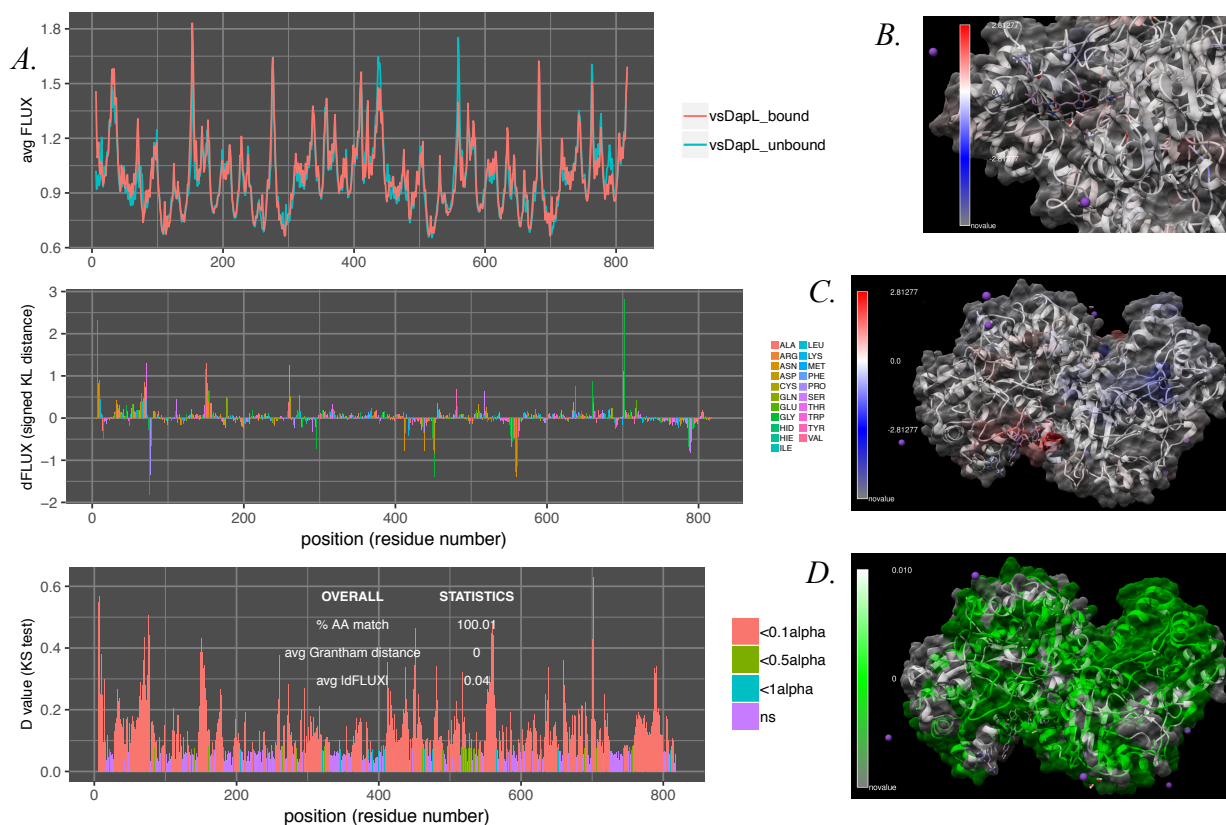 A.
avg FLUX
1.8
1.5
1.2
0.9
0.6
0
200
400
600
800
vsDapL_bound
vsDapL_unbound
dFLUX (signed KL distance)
3
2
1
0
−1
−2
0
200
400
600
800
position (residue number)
ALA LEU
ARG LYS
ASN MET
ASP PHE
CYS PRO
GLN SER
GLU THR
GLY TRP
HID TYR
HIE VAL
ILE
D value (KS test)
0.6
0.4
0.2
0.0
OVERALL STATISTICS
% AA match 100.01
avg Grantham distance 0
avg |dFLUX| 0.04
0
200
400
600
800
position (residue number)
<0.1alpha
<0.5alpha
<1alpha
ns
B.
2.81277
0
-2.81277
novalue
C.
2.81277
0.0
-2.81277
novalue
D.
0.010
0
novalue